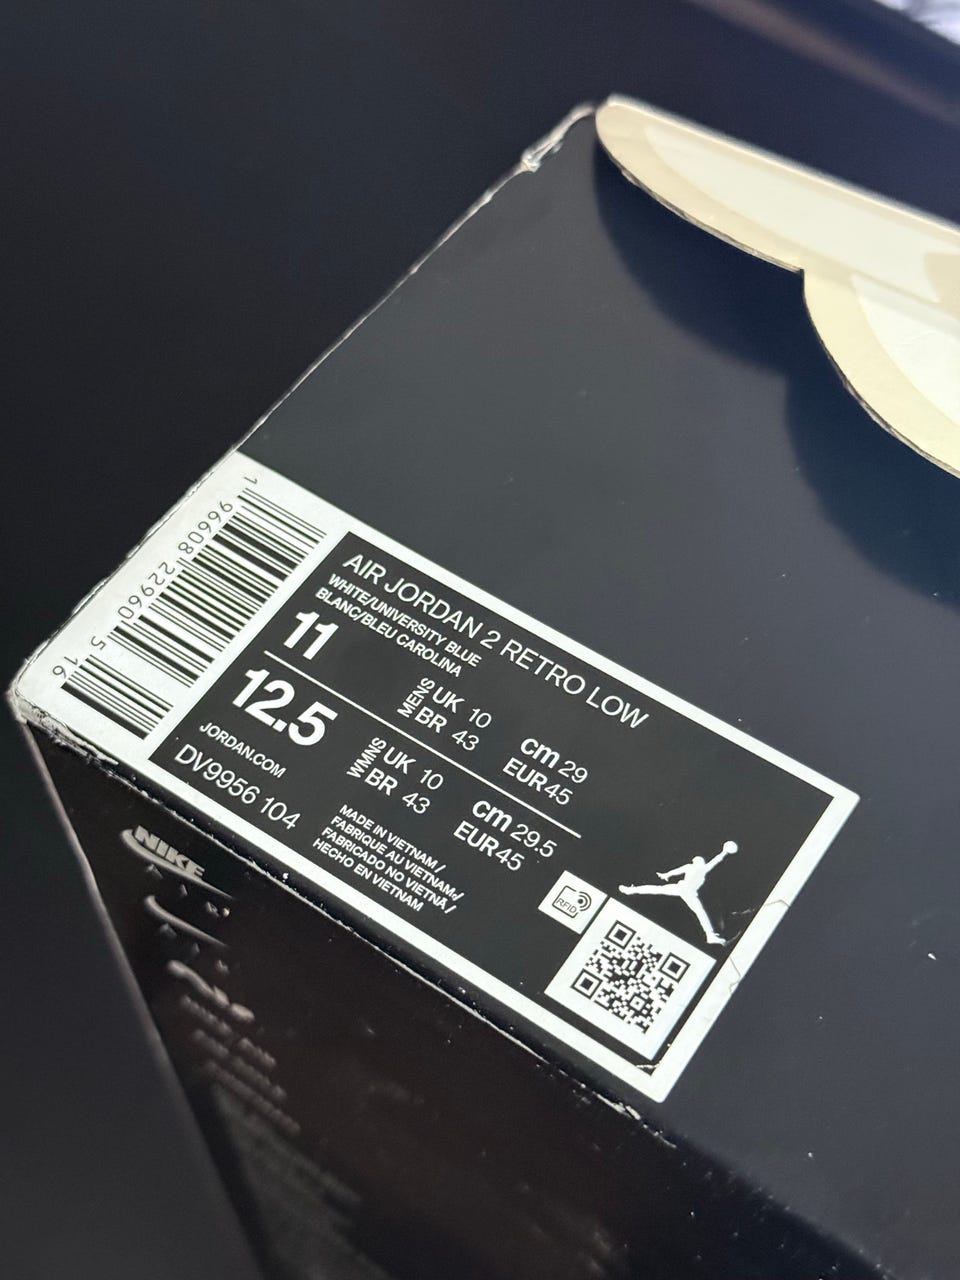 1 96608 22960 5 16
AIR JORDAN 2 RETRO LOW
WHITE/UNIVERSITY BLUE
BLANC/BLEU CAROLINA
11
MENS
UK 10
BR 43
cm 29
EUR 45
12.5
WMNS
UK 10
BR 43
cm 29.5
EUR 45
JORDAN.COM
DV9956 104
MADE IN VIETNAM/
FABRIQUE AU VIETNAM/
FABRICADO NO VIETNÃ/
HECHO EN VIETNAM
RFID
NIKE